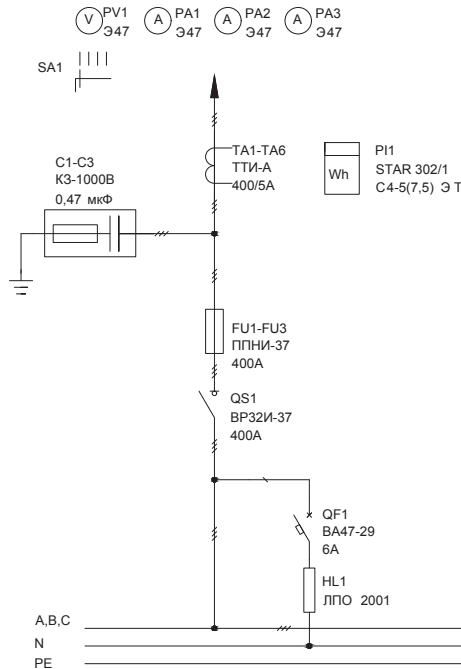 V PV1 A PA1 A PA2 A PA3
Э47 Э47 Э47 Э47
SA1
TA1-TA6
ТТИ-А
400/5А
PI1
Wh
STAR 302/1
С4-5(7,5) Э Т
C1-C3
КЗ-1000В
0,47 мкФ
FU1-FU3
ППНИ-37
400А
QS1
ВР32И-37
400А
QF1
ВА47-29
6А
HL1
ЛПО 2001
A,B,C
N
PE